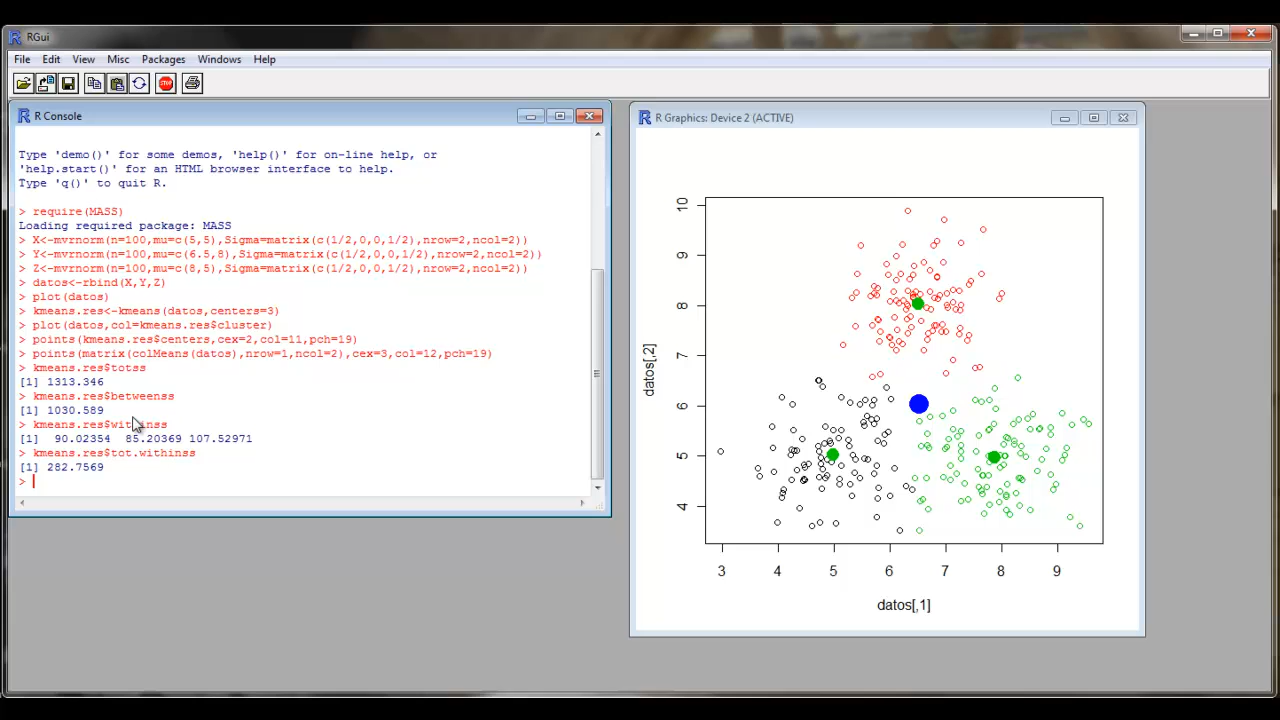 RGui
File Edit View Misc Packages Windows Help
STOP
R Console
Type 'demo()' for some demos, 'help()' for on-line help, or
'help.start()' for an HTML browser interface to help.
Type 'q()' to quit R.
> require(MASS)
Loading required package: MASS
> X<-mvrnorm(n=100,mu=c(5,5),Sigma=matrix(c(1/2,0,0,1/2),nrow=2,ncol=2))
> Y<-mvrnorm(n=100,mu=c(6.5,8),Sigma=matrix(c(1/2,0,0,1/2),nrow=2,ncol=2))
> Z<-mvrnorm(n=100,mu=c(8,5),Sigma=matrix(c(1/2,0,0,1/2),nrow=2,ncol=2))
> datos<-rbind(X,Y,Z)
> plot(datos)
> kmeans.res<-kmeans(datos,centers=3)
> plot(datos,col=kmeans.res$cluster)
> points(kmeans.res$centers,cex=2,col=11,pch=19)
> points(matrix(colMeans(datos),nrow=1,ncol=2),cex=3,col=12,pch=19)
> kmeans.res$totss
[1] 1313.346
> kmeans.res$betweenss
[1] 1030.589
> kmeans.res$withinss
[1] 90.02354 85.20369 107.52971
> kmeans.res$tot.withinss
[1] 282.7569
>
R Graphics: Device 2 (ACTIVE)
10
9
8
7
6
5
4
datos[,2]
3 4 5 6 7 8 9
datos[,1]